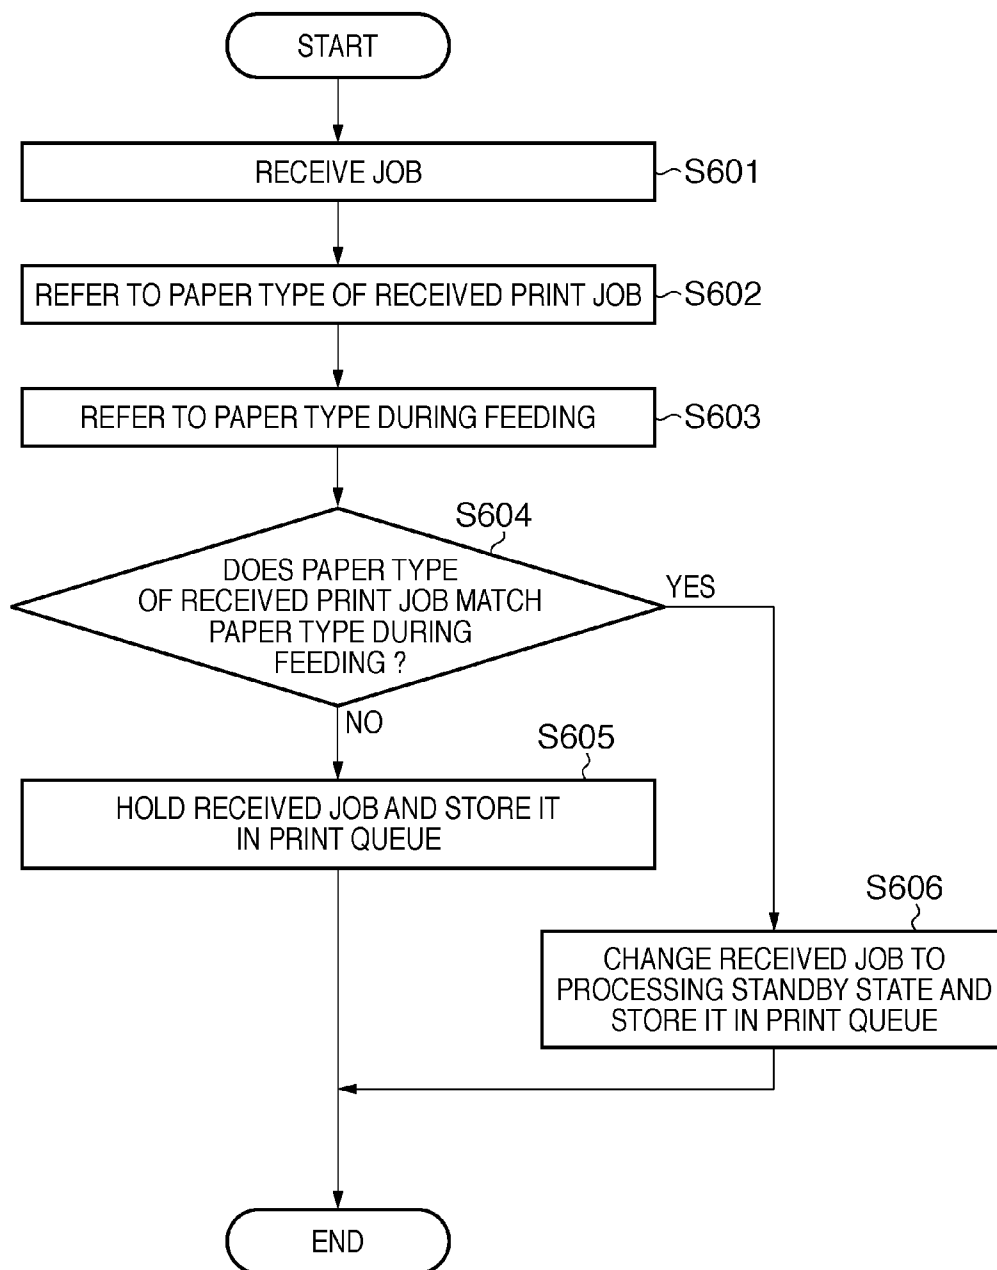 START
RECEIVE JOB
S601
REFER TO PAPER TYPE OF RECEIVED PRINT JOB
S602
REFER TO PAPER TYPE DURING FEEDING
S603
S604
DOES PAPER TYPE
OF RECEIVED PRINT JOB MATCH
PAPER TYPE DURING
FEEDING ?
YES
NO
S605
HOLD RECEIVED JOB AND STORE IT
IN PRINT QUEUE
S606
CHANGE RECEIVED JOB TO
PROCESSING STANDBY STATE AND
STORE IT IN PRINT QUEUE
END